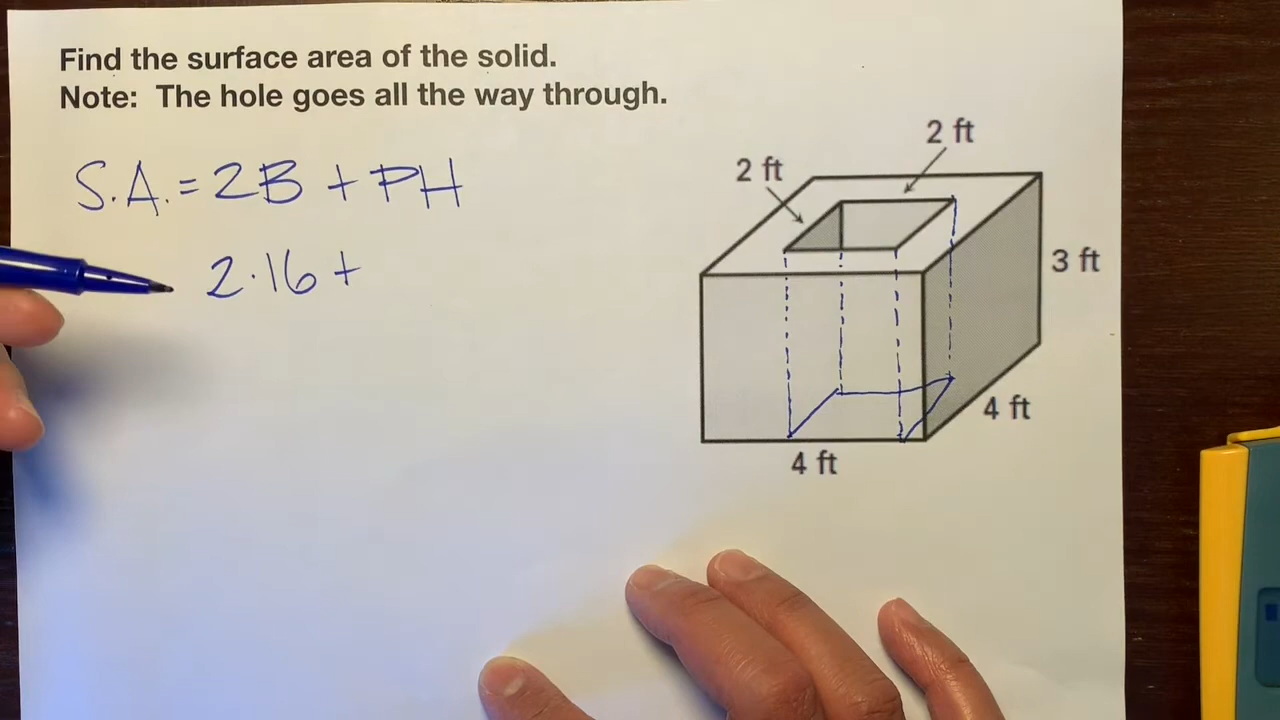 Find the surface area of the solid.
Note: The hole goes all the way through.
S.A. = 2B + PH
2·16 +
2 ft
2 ft
3 ft
4 ft
4 ft